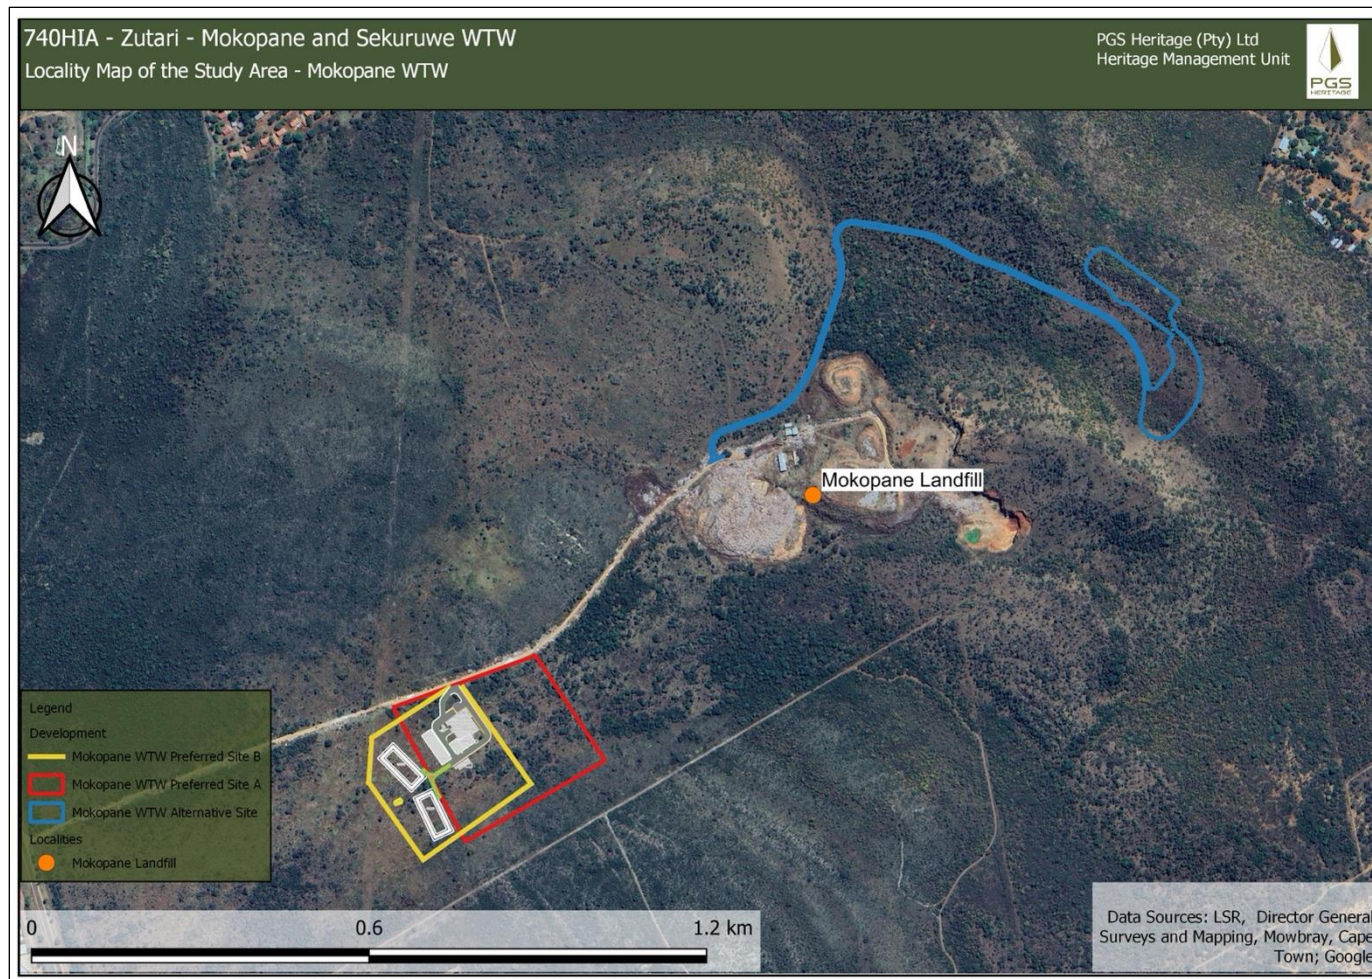 740HIA - Zutari - Mokopane and Sekuruwe WTW
Locality Map of the Study Area - Mokopane WTW
PGS Heritage (Pty) Ltd
Heritage Management Unit
PGS
HERITAGE
N
Mokopane Landfill
Legend
Development
Mokopane WTW Preferred Site B
Mokopane WTW Preferred Site A
Mokopane WTW Alternative Site
Localities
Mokopane Landfill
0 0.6 1.2 km
Data Sources: LSR, Director General
Surveys and Mapping, Mowbray, Cape
Town; Google